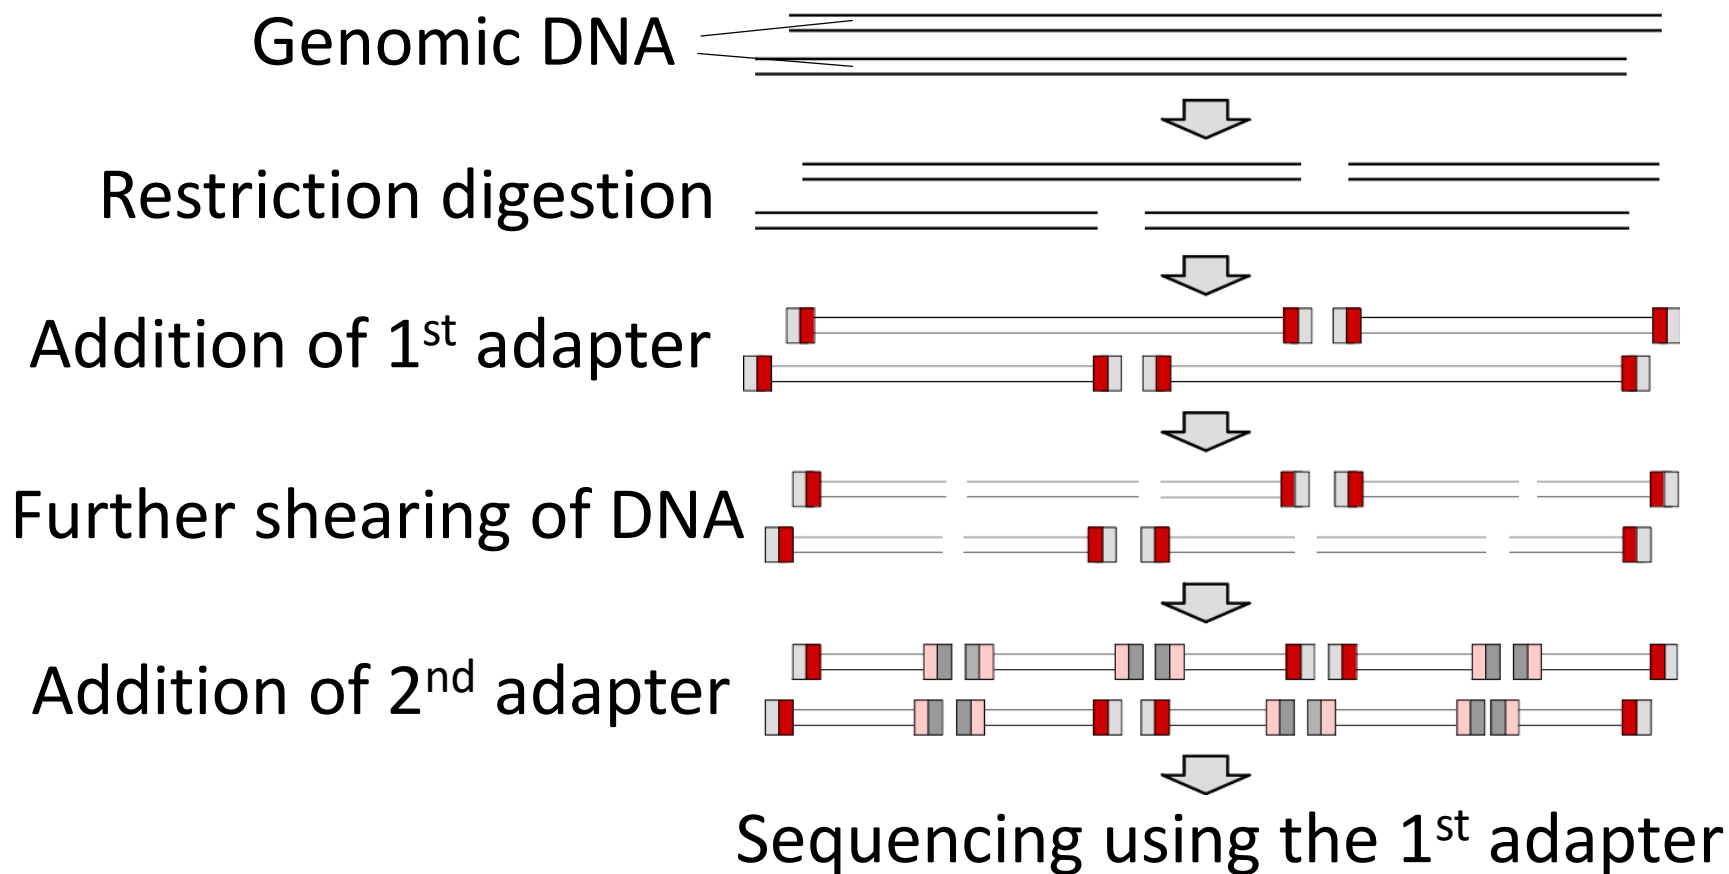 Genomic DNA
Restriction digestion
Addition of 1st adapter
Further shearing of DNA
Addition of 2nd adapter
Sequencing using the 1st adapter